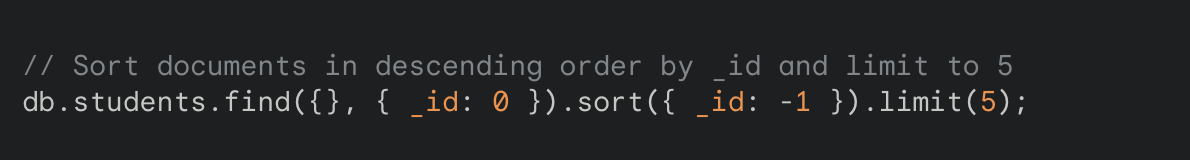 // Sort documents in descending order by _id and limit to 5
db.students.find({}, { _id: 0 }).sort({ _id: -1 }).limit(5);